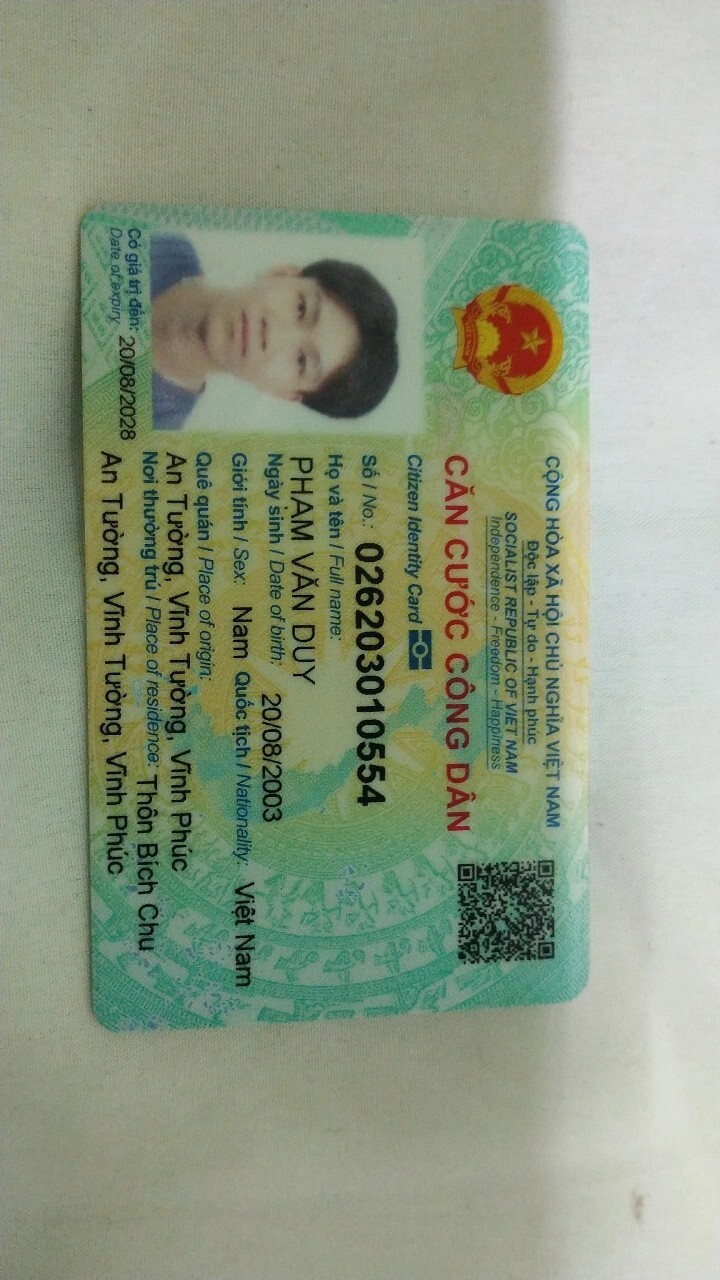 CỘNG HÒA XÃ HỘI CHỦ NGHĨA VIỆT NAM
Độc lập - Tự do - Hạnh phúc
SOCIALIST REPUBLIC OF VIET NAM
Independence - Freedom - Happiness
CĂN CƯỚC CÔNG DÂN
Citizen Identity Card
Số / No.: 026203010554
Họ và tên / Full name:
PHẠM VĂN DUY
Ngày sinh / Date of birth: 20/08/2003
Giới tính / Sex: Nam Quốc tịch / Nationality: Việt Nam
Quê quán / Place of origin:
An Tường, Vĩnh Tường, Vĩnh Phúc
Nơi thường trú / Place of residence: Thôn Bích Chu
An Tường, Vĩnh Tường, Vĩnh Phúc
Có giá trị đến: 20/08/2028
Date of expiry